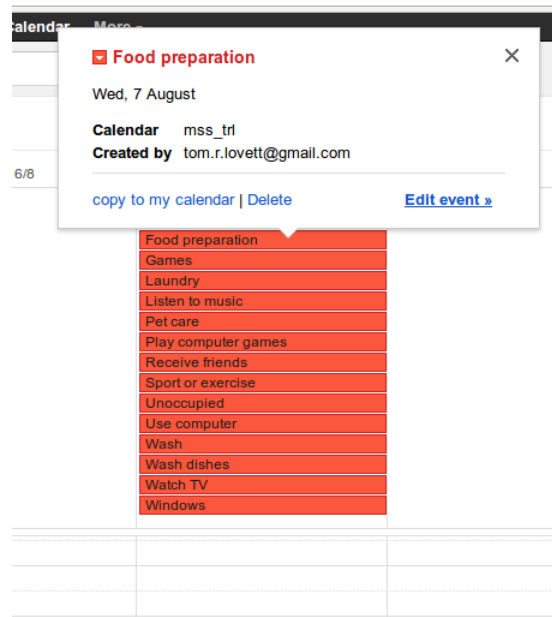 Calendar More
Food preparation
Wed, 7 August
Calendar mss_trl
Created by tom.r.lovett@gmail.com
6/8
copy to my calendar | Delete Edit event »
Food preparation
Games
Laundry
Listen to music
Pet care
Play computer games
Receive friends
Sport or exercise
Unoccupied
Use computer
Wash
Wash dishes
Watch TV
Windows